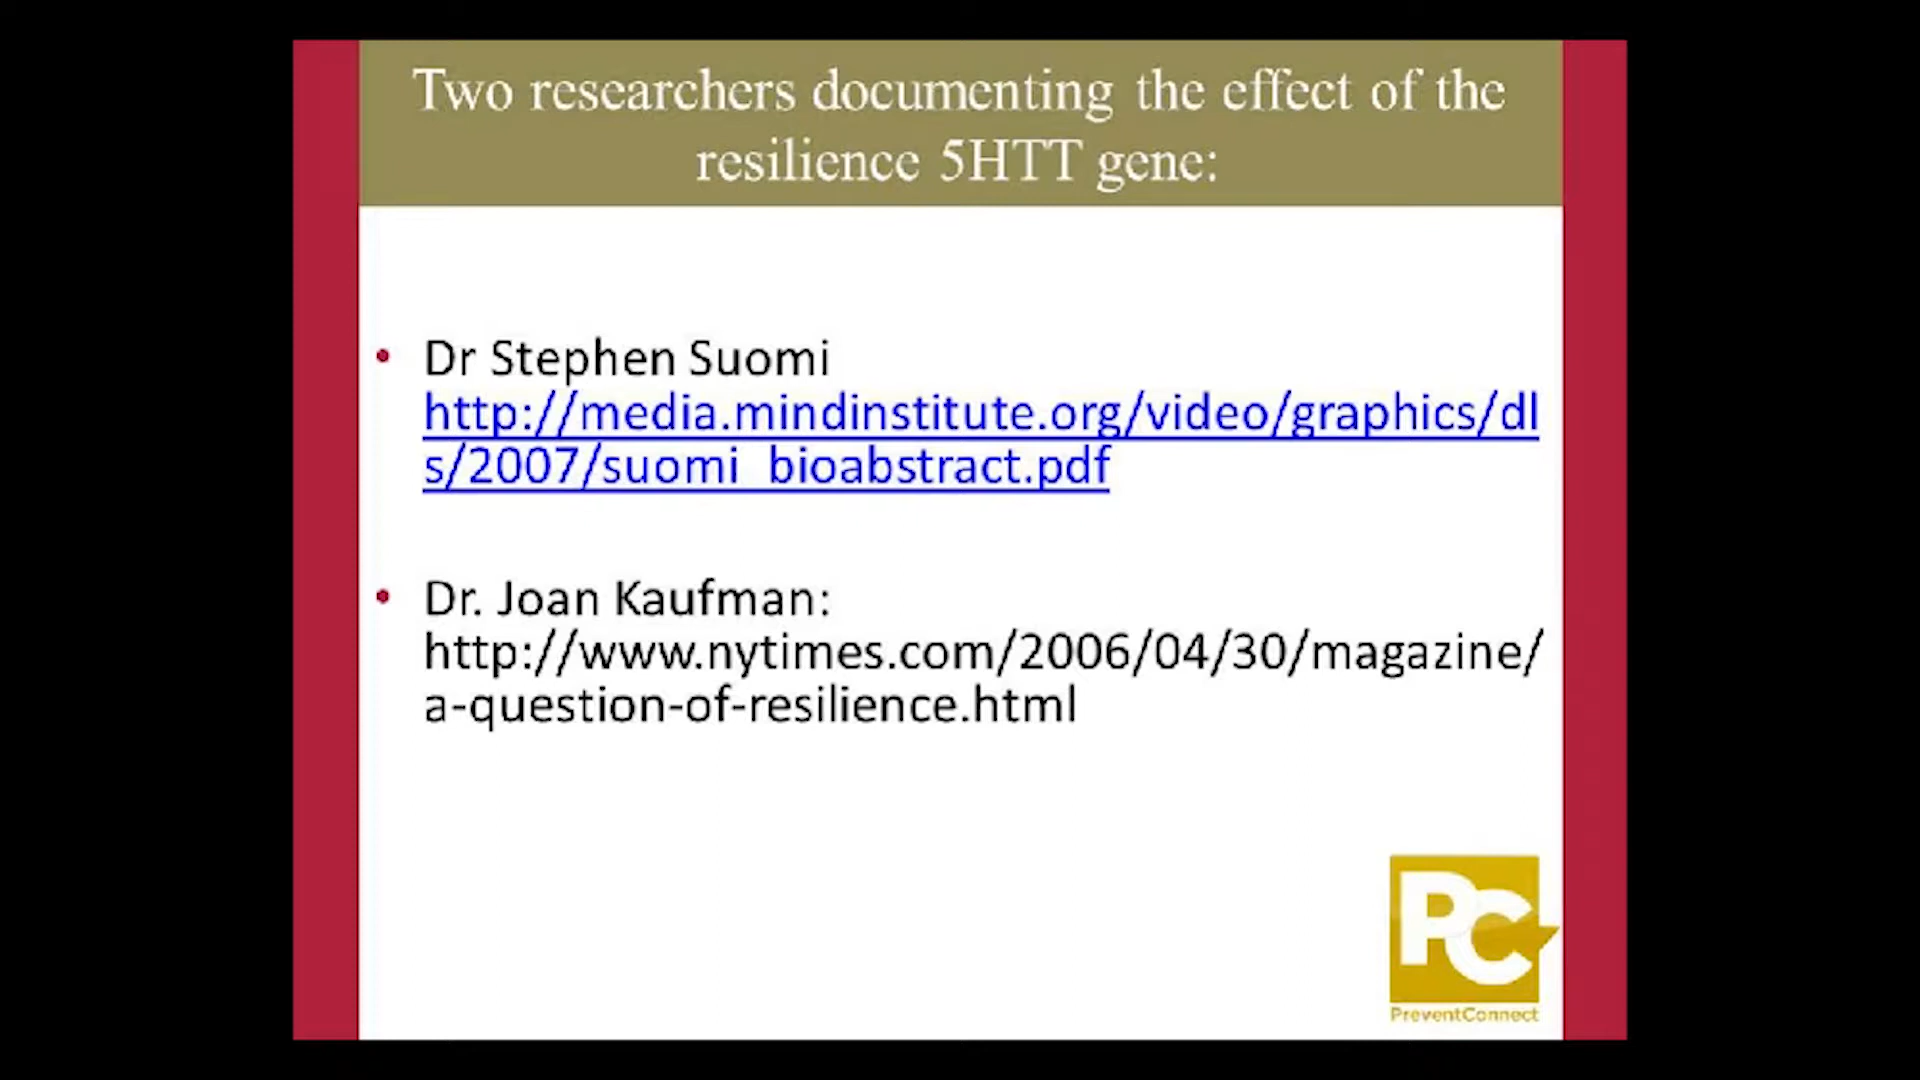 Two researchers documenting the effect of the
resilience 5HTT gene:
• Dr Stephen Suomi
http://media.mindinstitute.org/video/graphics/dl
s/2007/suomi_bioabstract.pdf
• Dr. Joan Kaufman:
http://www.nytimes.com/2006/04/30/magazine/
a-question-of-resilience.html
PC
PreventConnect